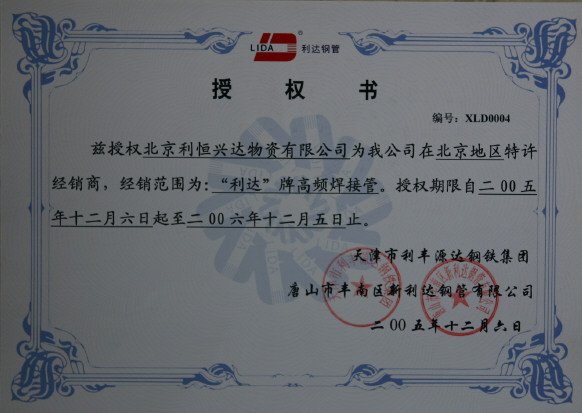 LIDA ® 利达钢管
授权书
编号：XLD0004
兹授权北京利恒兴达物资有限公司为我公司在北京地区特许
经销商，经销范围为：“利达”牌高频焊接管。授权期限自二00五
年十二月六日起至二00六年十二月五日止。
天津市利丰源达钢铁集团
唐山市丰南区新利达钢管有限公司
二00五年十二月六日